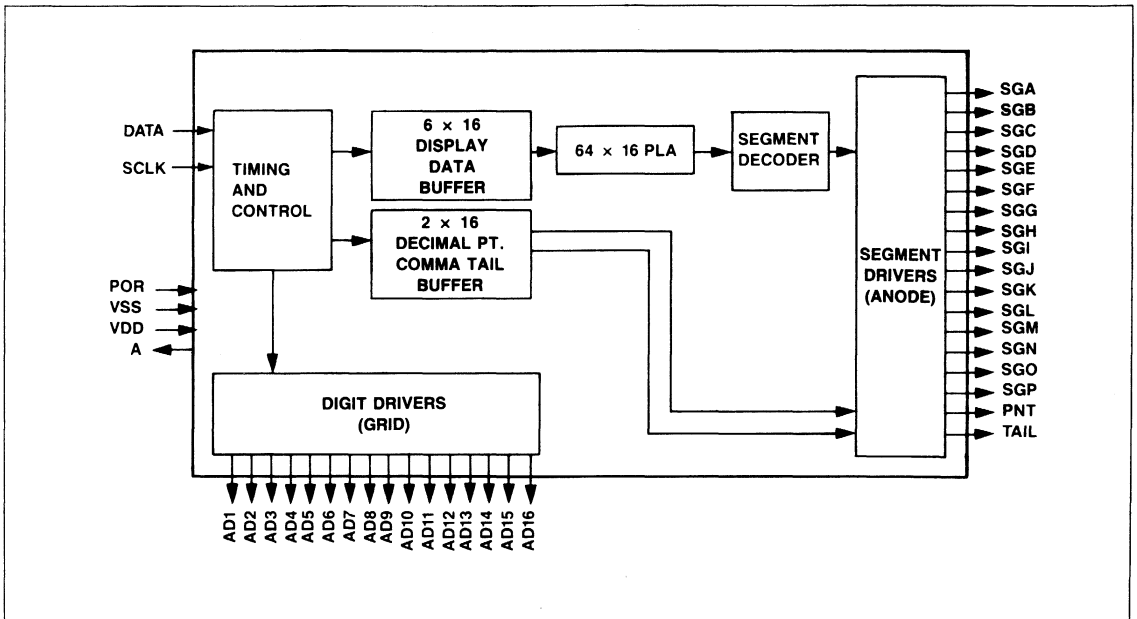 DATA
SCLK
POR
VSS
VDD
A
TIMING
AND
CONTROL
6 × 16
DISPLAY
DATA
BUFFER
2 × 16
DECIMAL PT.
COMMA TAIL
BUFFER
64 × 16 PLA
SEGMENT
DECODER
SEGMENT
DRIVERS
(ANODE)
SGA
SGB
SGC
SGD
SGE
SGF
SGG
SGH
SGI
SGJ
SGK
SGL
SGM
SGN
SGO
SGP
PNT
TAIL
DIGIT DRIVERS
(GRID)
AD1
AD2
AD3
AD4
AD5
AD6
AD7
AD8
AD9
AD10
AD11
AD12
AD13
AD14
AD15
AD16